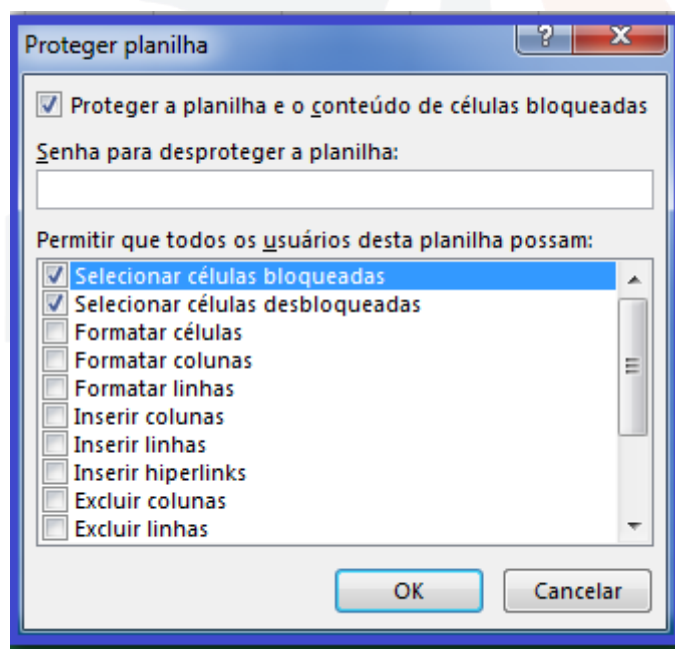 Proteger planilha
?
Proteger a planilha e o conteúdo de células bloqueadas
Senha para desproteger a planilha:
Permitir que todos os usuários desta planilha possam:
Selecionar células bloqueadas
Selecionar células desbloqueadas
Formatar células
Formatar colunas
Formatar linhas
Inserir colunas
Inserir linhas
Inserir hiperlinks
Excluir colunas
Excluir linhas
OK Cancelar